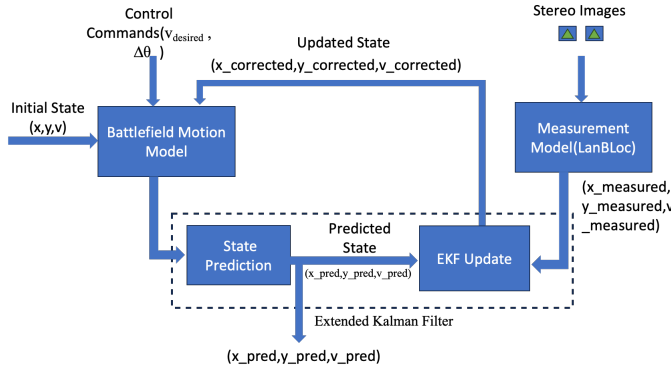 Control
Commands(v_desired ,
Δθ )
Stereo Images
Updated State
(x_corrected,y_corrected,v_corrected)
Initial State
(x,y,v)
Battlefield Motion
Model
Measurement
Model(LanBLoc)
(x_measured,
y_measured,v
_measured)
Predicted
State
State
Prediction
(x_pred,y_pred,v_pred)
EKF Update
Extended Kalman Filter
(x_pred,y_pred,v_pred)